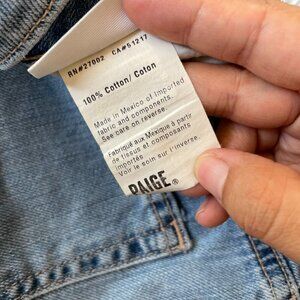 RN#27002 CA#51217
100% Cotton/ Coton
Made in Mexico of Imported
fabric and components.
See care on reverse.
Fabriqué aux Mexique à partir
de tissus et composants
importés
Voir le soin sur l'inverse.
PAIGE®